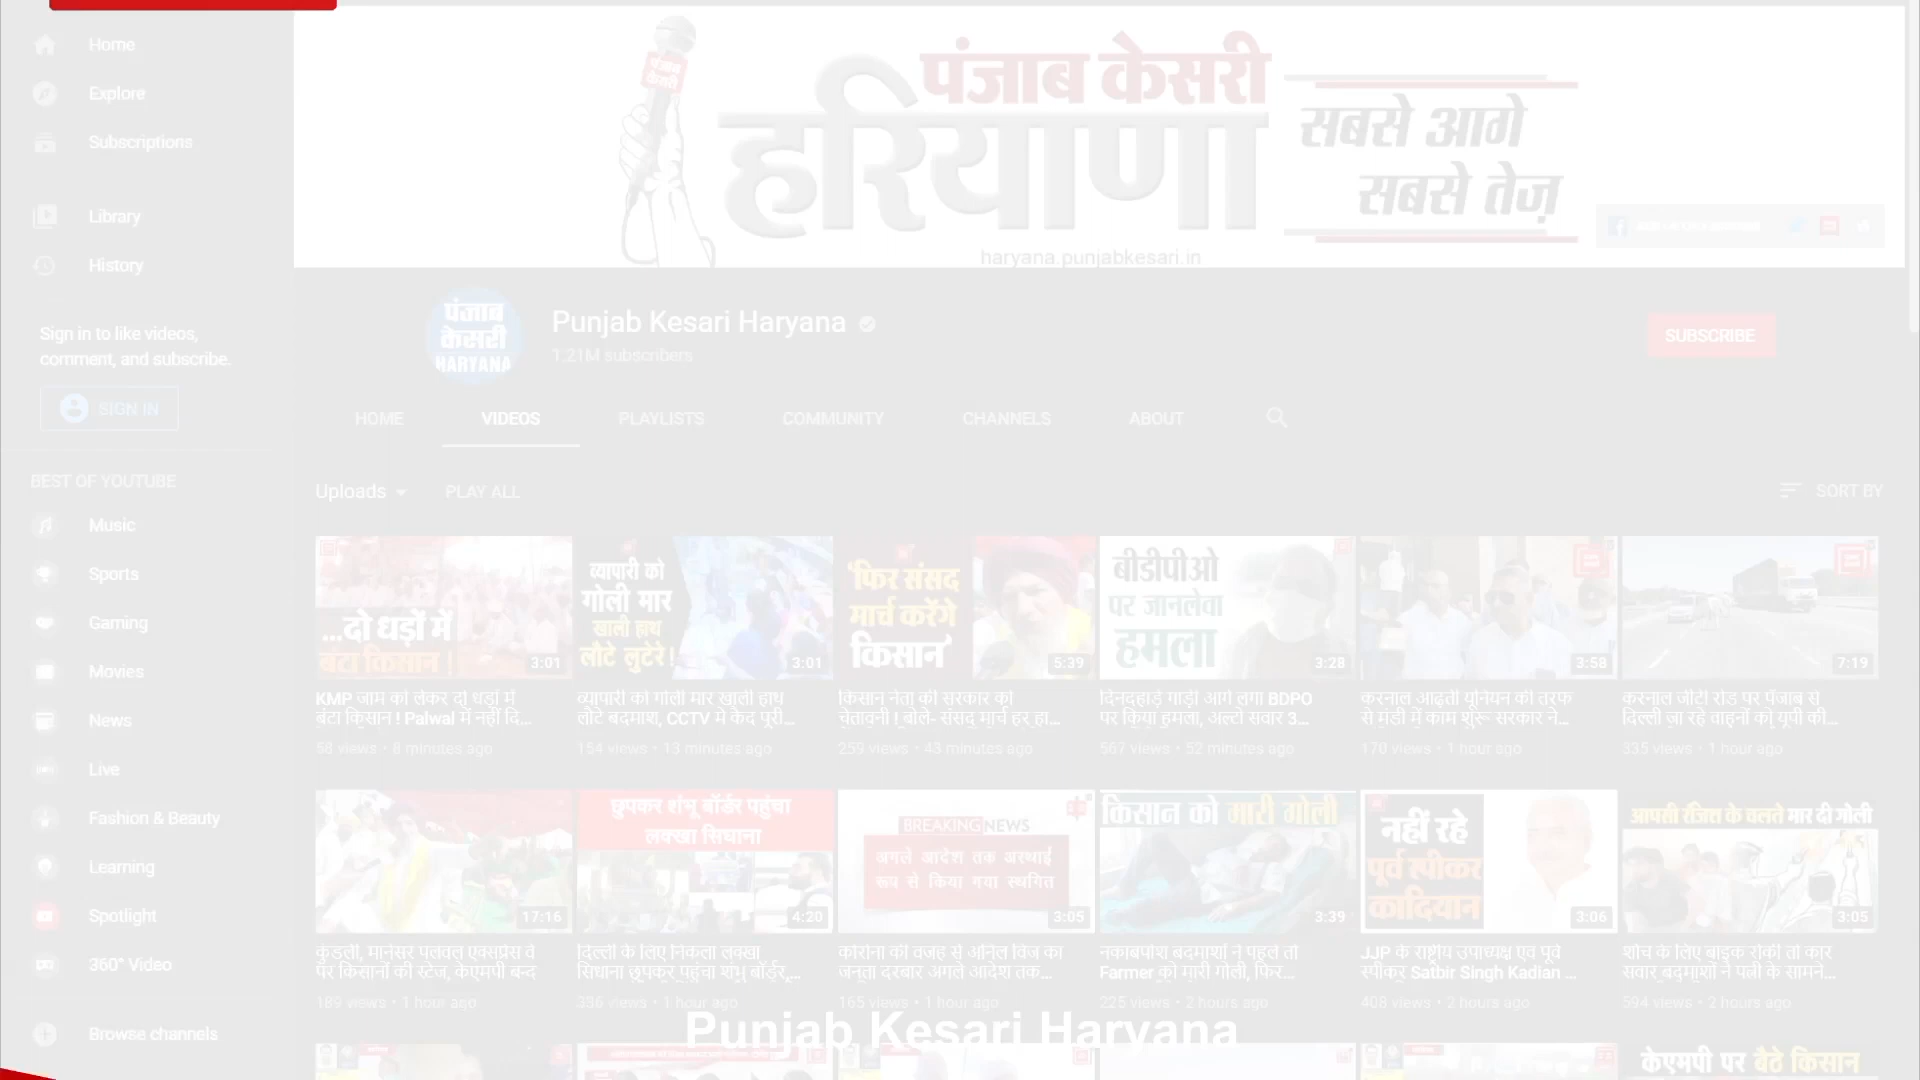 Home
Explore
Subscriptions
Library
History
Sign in to like videos,
comment, and subscribe.
SIGN IN
BEST OF YOUTUBE
Music
Sports
Gaming
Movies
News
Live
Fashion & Beauty
Learning
Spotlight
360° Video
Browse channels
पंजाब
केसरी
पंजाब केसरी
हरियाणा
सबसे आगे
सबसे तेज़
haryana.punjabkesari.in
पंजाब
केसरी
HARYANA
Punjab Kesari Haryana
1.21M subscribers
SUBSCRIBE
HOME VIDEOS PLAYLISTS COMMUNITY CHANNELS ABOUT
Uploads PLAY ALL SORT BY
...दो धड़ों में
बटा किसान !
3:01
व्यापारी को
गोली मार
खाली हाथ
लौटे लुटेरे !
3:01
'फिर संसद
मार्च करेंगे
किसान'
5:39
बीडीपीओ
पर जानलेवा
हमला
3:28
3:58
7:19
KMP जाम को लेकर दो धड़ों में
बंटा किसान ! Palwal में नहीं दि...
58 views • 8 minutes ago
व्यापारी को गोली मार खाली हाथ
लौटे बदमाश, CCTV में कैद पूरी...
154 views • 13 minutes ago
किसान नेता की सरकार को
चेतावनी ! बोले- संसद मार्च हर हा...
259 views • 43 minutes ago
दिनदहाड़े गाड़ी आगे लगा BDPO
पर किया हमला, अल्टो सवार 3...
567 views • 52 minutes ago
करनाल आढ़ती यूनियन की तरफ
से मंडी में काम शुरू सरकार ने...
170 views • 1 hour ago
करनाल जीटी रोड पर पंजाब से
दिल्ली जा रहे वाहनों को यूपी की...
335 views • 1 hour ago
17:16
छुपकर शंभू बॉर्डर पहुंचा
लक्खा सिधाना
4:20
BREAKING NEWS
अगले आदेश तक अस्थाई
रूप से किया गया स्थगित
3:05
किसान को मारी गोली
3:39
नहीं रहे
पूर्व स्पीकर
कादियान
3:06
आपसी रंजिश के चलते मार दी गोली
3:05
कुंडली, मानेसर पलवल एक्सप्रेस वे
पर किसानों की स्टेज, केएमपी बन्द
189 views • 1 hour ago
दिल्ली के लिए निकला लक्खा
सिधाना छुपकर पहुंचा शंभू बॉर्डर,...
336 views • 1 hour ago
कोरोना की वजह से अनिल विज का
जनता दरबार अगले आदेश तक...
165 views • 1 hour ago
नकाबपोश बदमाशों ने पहले तो
Farmer को मारी गोली, फिर...
225 views • 2 hours ago
JJP के राष्ट्रीय उपाध्यक्ष एवं पूर्व
स्पीकर Satbir Singh Kadian ...
408 views • 2 hours ago
शौच के लिए बाइक रोकी तो कार
सवार बदमाशों ने पत्नी के सामने...
594 views • 2 hours ago
Punjab Kesari Haryana
केएमपी पर बैठे किसान